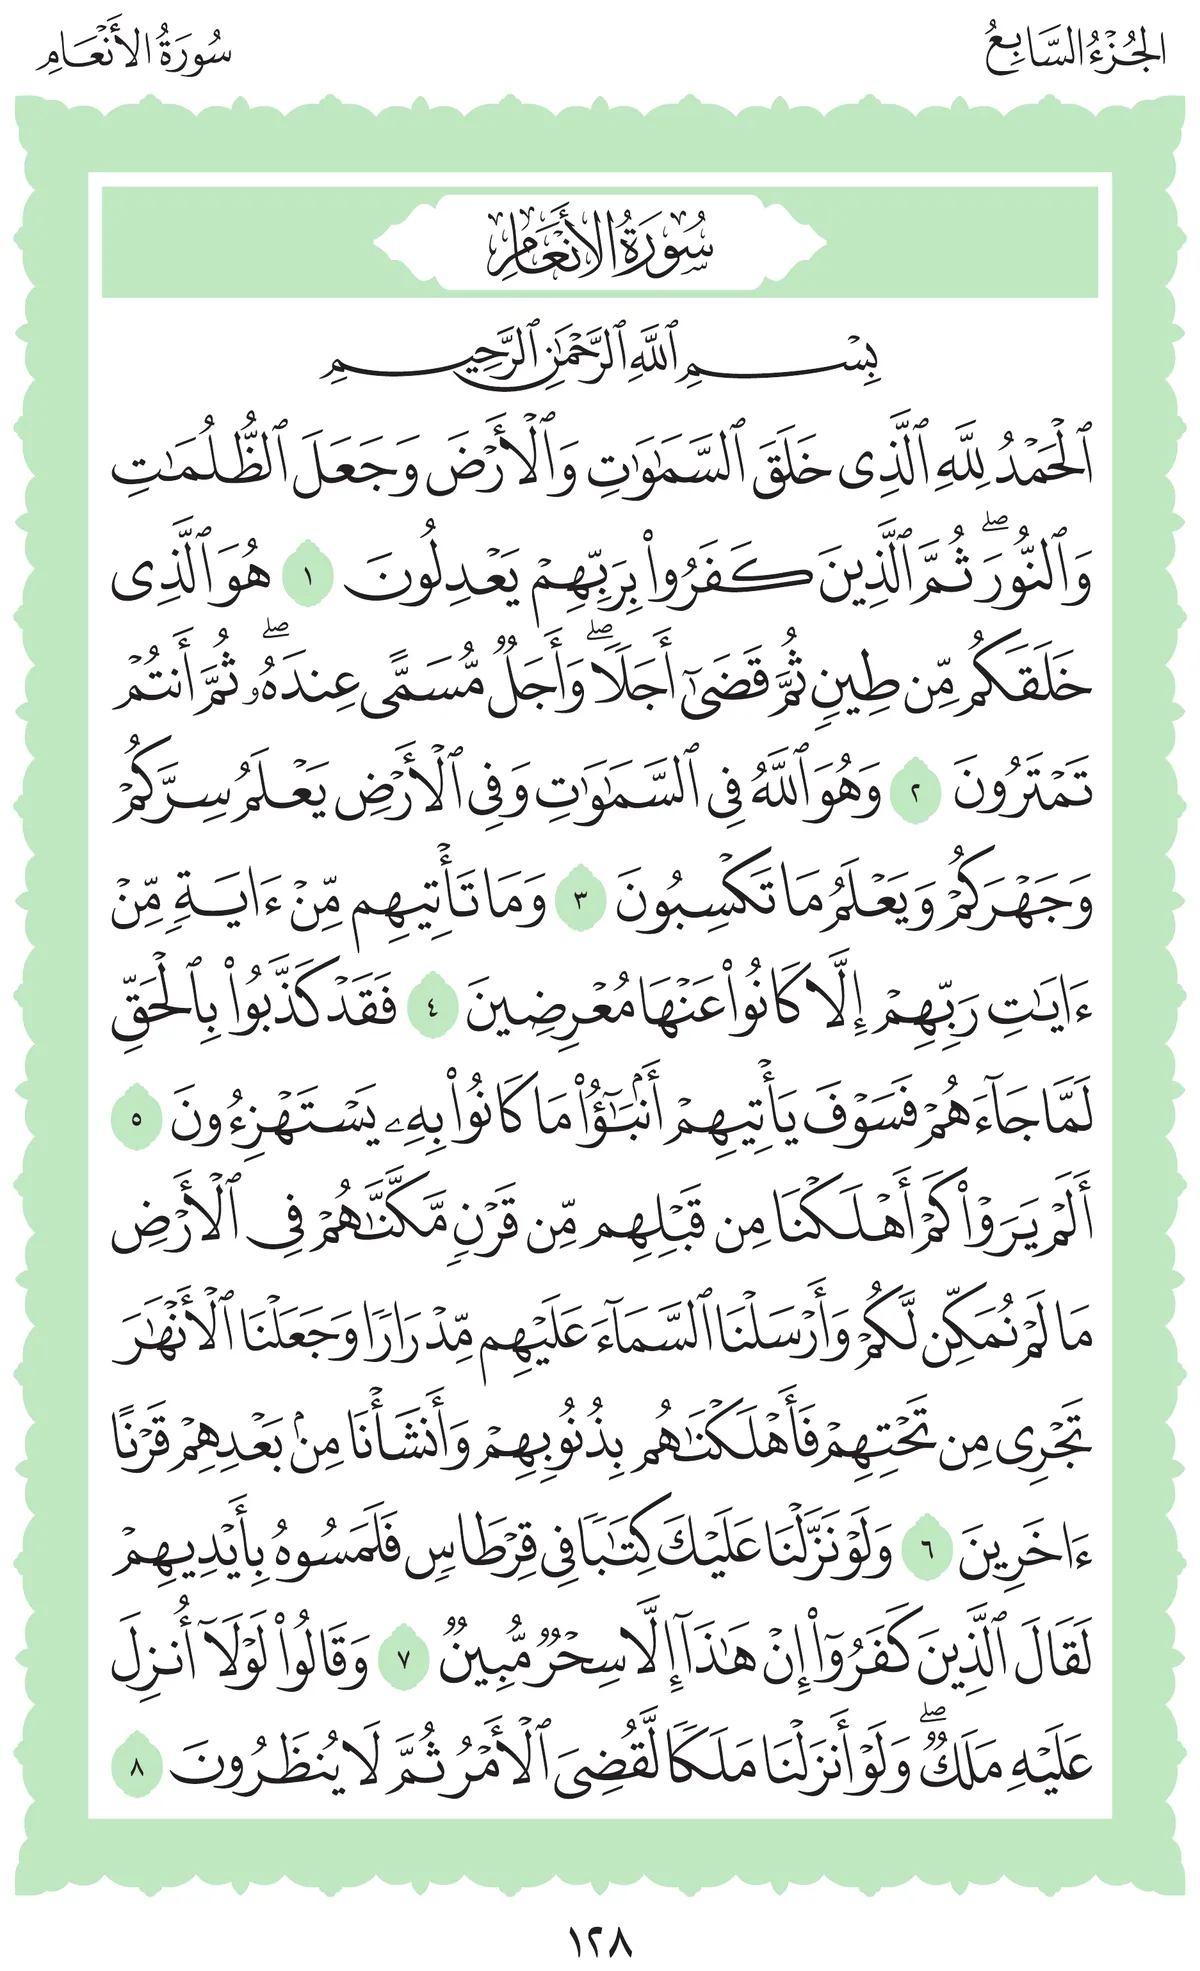 الجُزْءُ السَّابِعُ
سُورَةُ الأَنْعَامِ
سُورَةُ الأَنْعَامِ
بِسْمِ ٱللَّهِ ٱلرَّحْمَٰنِ ٱلرَّحِيمِ
ٱلْحَمْدُ لِلَّهِ ٱلَّذِى خَلَقَ ٱلسَّمَٰوَٰتِ وَٱلْأَرْضَ وَجَعَلَ ٱلظُّلُمَٰتِ
وَٱلنُّورَۖ ثُمَّ ٱلَّذِينَ كَفَرُوا۟ بِرَبِّهِمْ يَعْدِلُونَ ١ هُوَ ٱلَّذِى
خَلَقَكُم مِّن طِينٍ ثُمَّ قَضَىٰٓ أَجَلًاۖ وَأَجَلٌ مُّسَمًّى عِندَهُۥۖ ثُمَّ أَنتُمْ
تَمْتَرُونَ ٢ وَهُوَ ٱللَّهُ فِى ٱلسَّمَٰوَٰتِ وَفِى ٱلْأَرْضِ يَعْلَمُ سِرَّكُمْ
وَجَهْرَكُمْ وَيَعْلَمُ مَا تَكْسِبُونَ ٣ وَمَا تَأْتِيهِم مِّنْ ءَايَةٍ مِّنْ
ءَايَٰتِ رَبِّهِمْ إِلَّا كَانُوا۟ عَنْهَا مُعْرِضِينَ ٤ فَقَدْ كَذَّبُوا۟ بِٱلْحَقِّ
لَمَّا جَآءَهُمْ فَسَوْفَ يَأْتِيهِمْ أَنۢبَٰٓؤُا۟ مَا كَانُوا۟ بِهِۦ يَسْتَهْزِءُونَ ٥
أَلَمْ يَرَوْا۟ كَمْ أَهْلَكْنَا مِن قَبْلِهِم مِّن قَرْنٍ مَّكَّنَّٰهُمْ فِى ٱلْأَرْضِ
مَا لَمْ نُمَكِّن لَّكُمْ وَأَرْسَلْنَا ٱلسَّمَآءَ عَلَيْهِم مِّدْرَارًا وَجَعَلْنَا ٱلْأَنْهَٰرَ
تَجْرِى مِن تَحْتِهِمْ فَأَهْلَكْنَٰهُم بِذُنُوبِهِمْ وَأَنشَأْنَا مِنۢ بَعْدِهِمْ قَرْنًا
ءَاخَرِينَ ٦ وَلَوْ نَزَّلْنَا عَلَيْكَ كِتَٰبًا فِى قِرْطَاسٍ فَلَمَسُوهُ بِأَيْدِيهِمْ
لَقَالَ ٱلَّذِينَ كَفَرُوٓا۟ إِنْ هَٰذَآ إِلَّا سِحْرٌ مُّبِينٌ ٧ وَقَالُوا۟ لَوْلَآ أُنزِلَ
عَلَيْهِ مَلَكٌۖ وَلَوْ أَنزَلْنَا مَلَكًا لَّقُضِىَ ٱلْأَمْرُ ثُمَّ لَا يُنظَرُونَ ٨
١٢٨